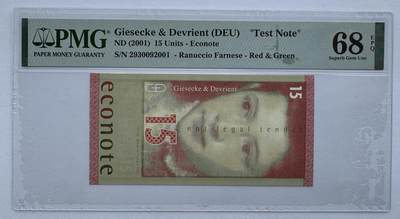 PMG
PAPER MONEY GUARANTY
Giesecke & Devrient (DEU) "Test Note"
ND (2001) 15 Units - Econote
S/N 2930092001 - Ranuccio Farnese - Red & Green
68 EPQ
Superb Gem Unc
Giesecke & Devrient
15
econote
15
non legal tender